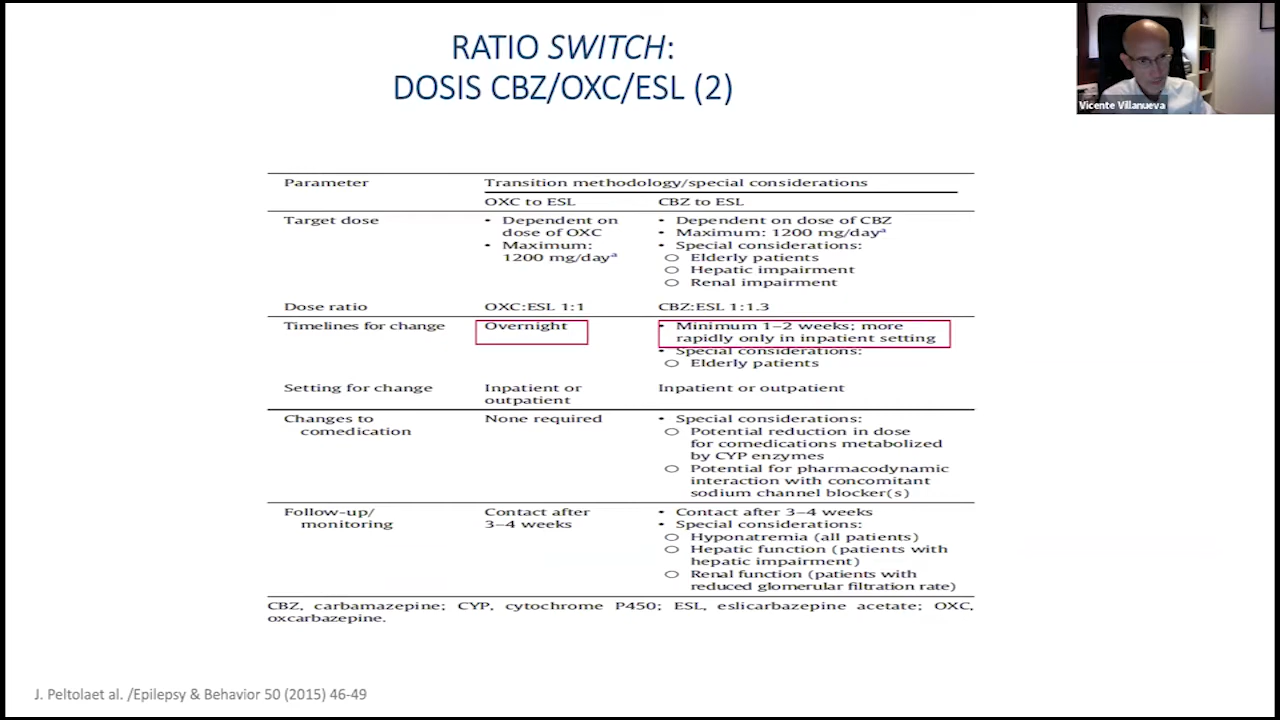 RATIO SWITCH:
DOSIS CBZ/OXC/ESL (2)
Vicente Villanueva
Parameter Transition methodology/special considerations
OXC to ESL CBZ to ESL
Target dose • Dependent on dose of OXC • Dependent on dose of CBZ
• Maximum: 1200 mg/dayᵃ • Maximum: 1200 mg/dayᵃ
• Special considerations:
○ Elderly patients
○ Hepatic impairment
○ Renal impairment
Dose ratio OXC:ESL 1:1 CBZ:ESL 1:1.3
Timelines for change Overnight • Minimum 1–2 weeks; more
rapidly only in inpatient setting
• Special considerations:
○ Elderly patients
Setting for change Inpatient or outpatient Inpatient or outpatient
Changes to comedication None required • Special considerations:
○ Potential reduction in dose
for comedications metabolized
by CYP enzymes
○ Potential for pharmacodynamic
interaction with concomitant
sodium channel blocker(s)
Follow-up/ monitoring Contact after 3–4 weeks • Contact after 3–4 weeks
• Special considerations:
○ Hyponatremia (all patients)
○ Hepatic function (patients with
hepatic impairment)
○ Renal function (patients with
reduced glomerular filtration rate)
CBZ, carbamazepine; CYP, cytochrome P450; ESL, eslicarbazepine acetate; OXC,
oxcarbazepine.
J. Peltolaet al. /Epilepsy & Behavior 50 (2015) 46-49